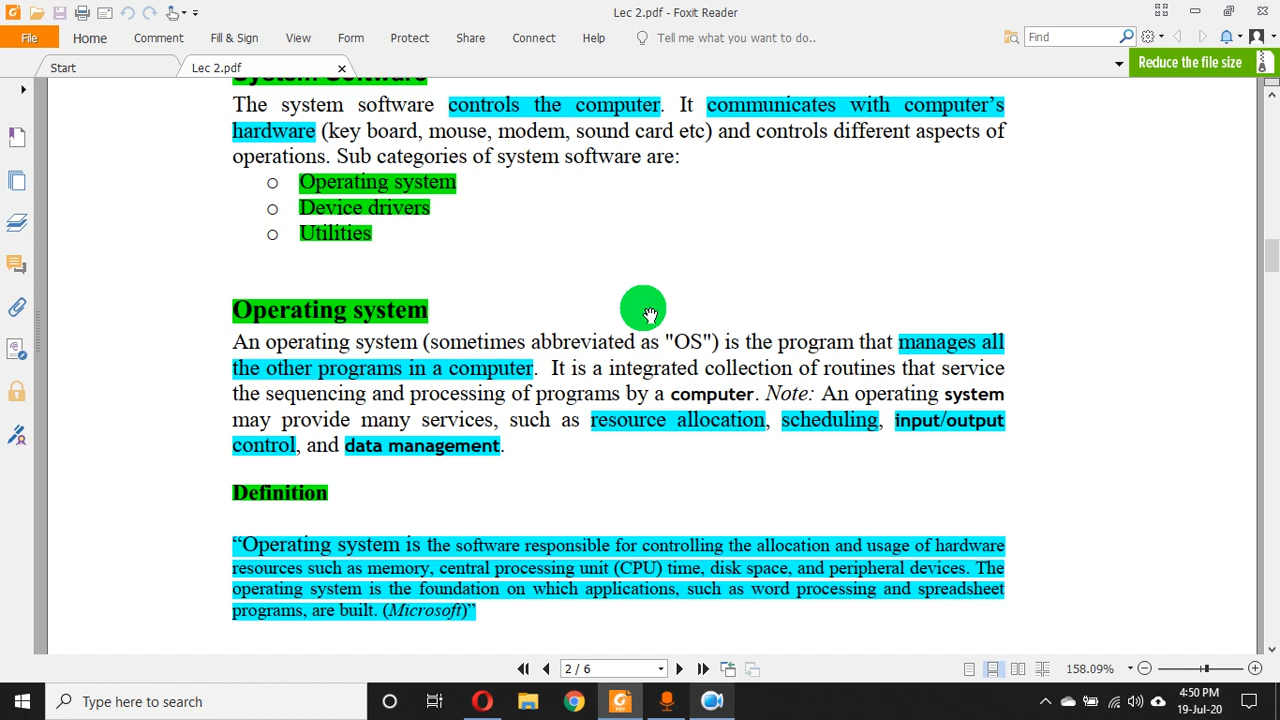 Lec 2.pdf - Foxit Reader
File Home Comment Fill & Sign View Form Protect Share Connect Help Tell me what you want to do.. Find
Start Lec 2.pdf Reduce the file size
System Software
The system software controls the computer. It communicates with computer’s
hardware (key board, mouse, modem, sound card etc) and controls different aspects of
operations. Sub categories of system software are:
o Operating system
o Device drivers
o Utilities
Operating system
An operating system (sometimes abbreviated as "OS") is the program that manages all
the other programs in a computer. It is a integrated collection of routines that service
the sequencing and processing of programs by a computer. Note: An operating system
may provide many services, such as resource allocation, scheduling, input/output
control, and data management.
Definition
“Operating system is the software responsible for controlling the allocation and usage of hardware
resources such as memory, central processing unit (CPU) time, disk space, and peripheral devices. The
operating system is the foundation on which applications, such as word processing and spreadsheet
programs, are built. (Microsoft)”
2 / 6 158.09%
Type here to search
4:50 PM
19-Jul-20